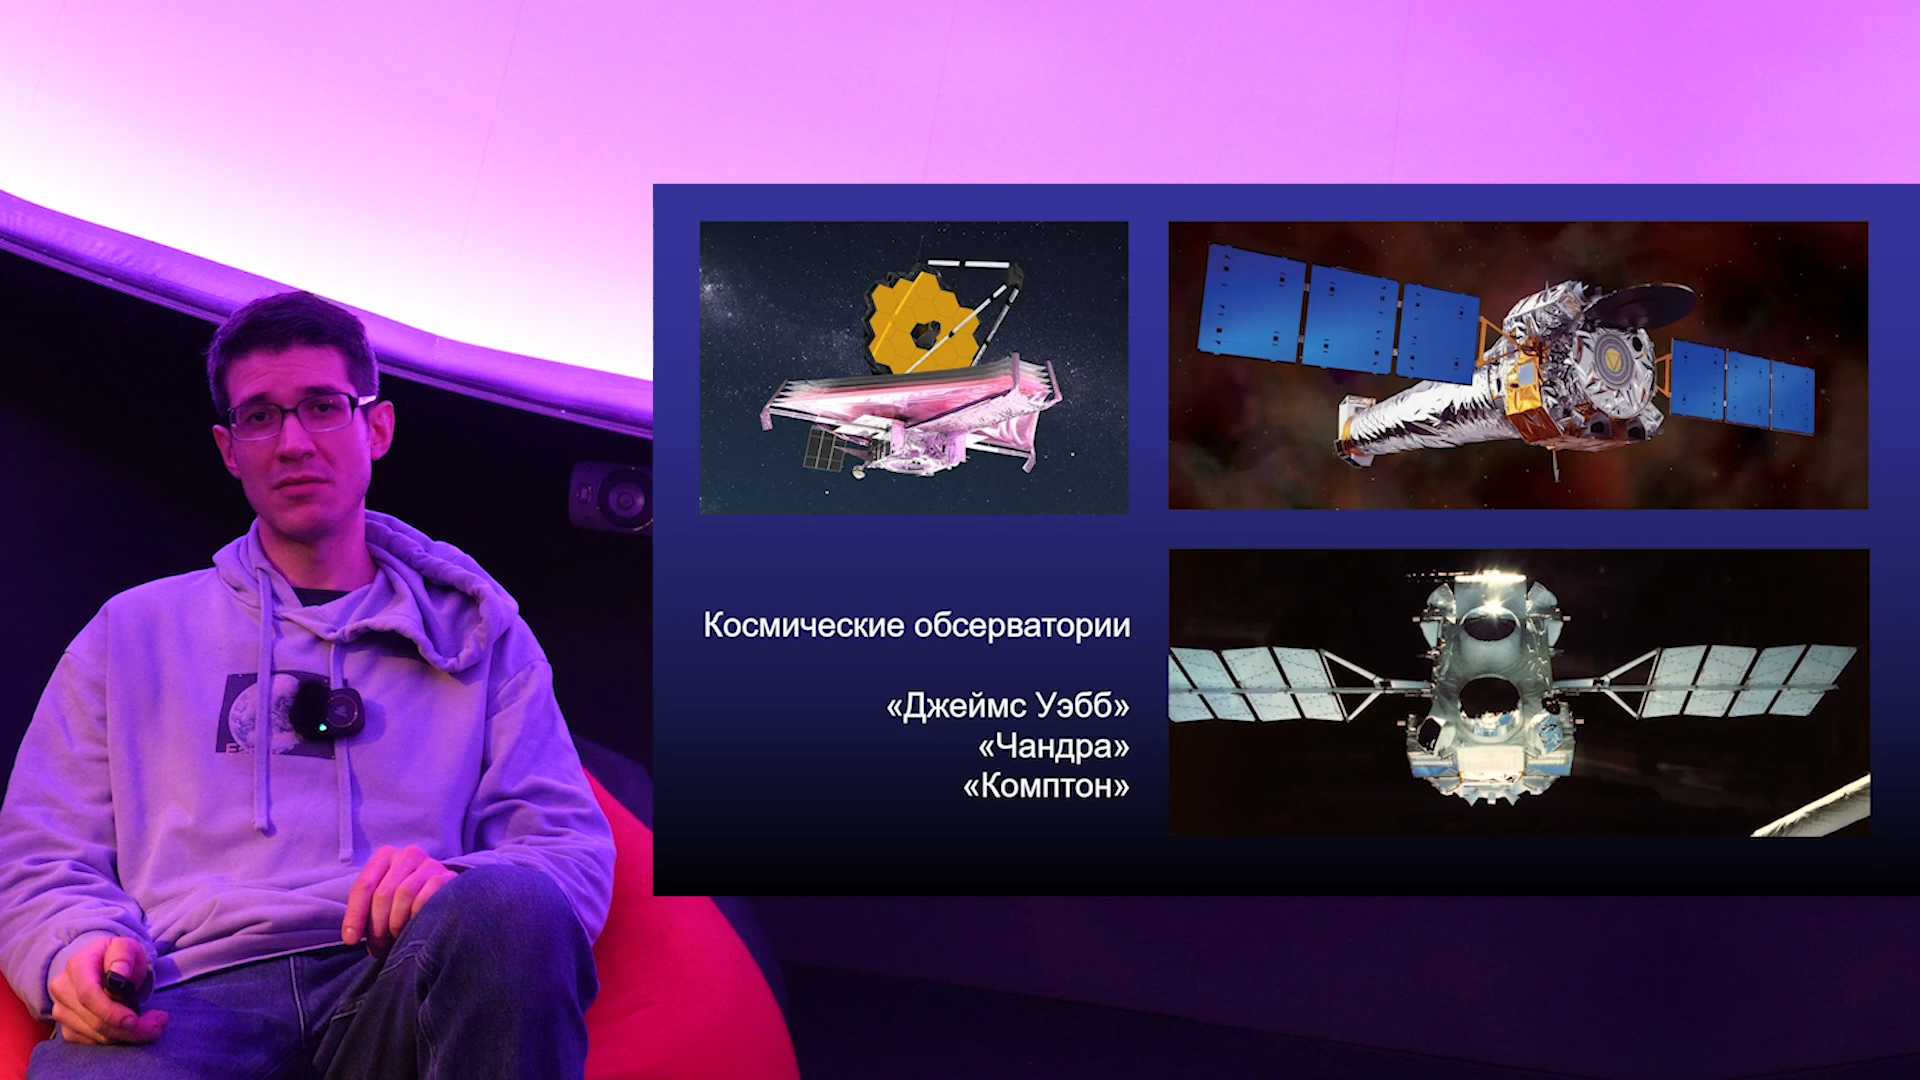 Космические обсерватории
«Джеймс Уэбб»
«Чандра»
«Комптон»